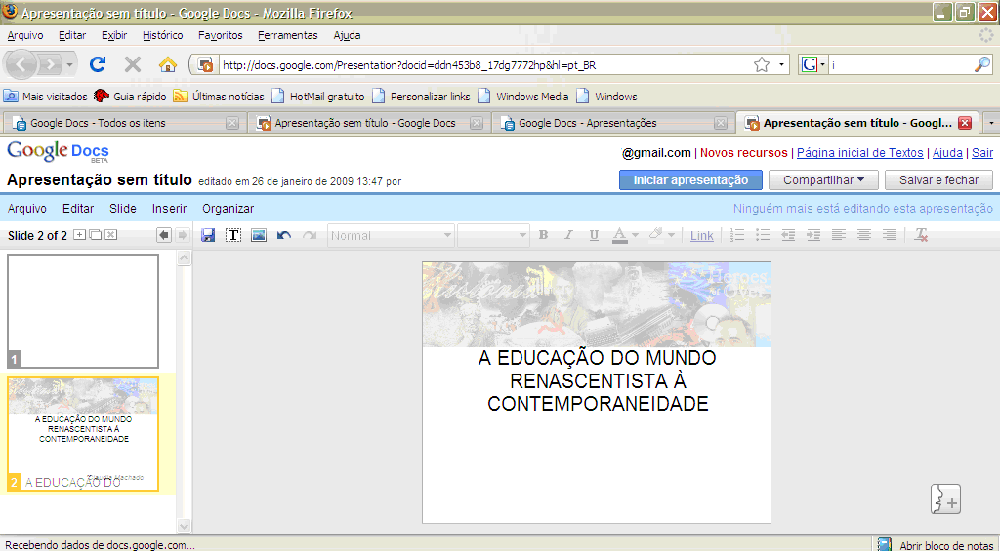 Apresentação sem título - Google Docs - Mozilla Firefox
Arquivo Editar Exibir Histórico Favoritos Ferramentas Ajuda
http://docs.google.com/Presentation?docid=ddn453b8_17dg7772hp&hl=pt_BR
G i
Mais visitados Guia rápido Últimas notícias HotMail gratuito Personalizar links Windows Media Windows
Google Docs - Todos os itens Apresentação sem título - Google Docs Google Docs - Apresentações Apresentação sem título - Googl...
Google Docs
BETA
@gmail.com | Novos recursos | Página inicial de Textos | Ajuda | Sair
Apresentação sem título editado em 26 de janeiro de 2009 13:47 por
Iniciar apresentação Compartilhar Salvar e fechar
Arquivo Editar Slide Inserir Organizar
Ninguém mais está editando esta apresentação
Slide 2 of 2
T Normal B I U A Link
1
A EDUCAÇÃO DO MUNDO
RENASCENTISTA À
CONTEMPORANEIDADE
Claudia Machado
2 A EDUCAÇÃO DO
Heroes
Over
A EDUCAÇÃO DO MUNDO
RENASCENTISTA À
CONTEMPORANEIDADE
Recebendo dados de docs.google.com...
Abrir bloco de notas